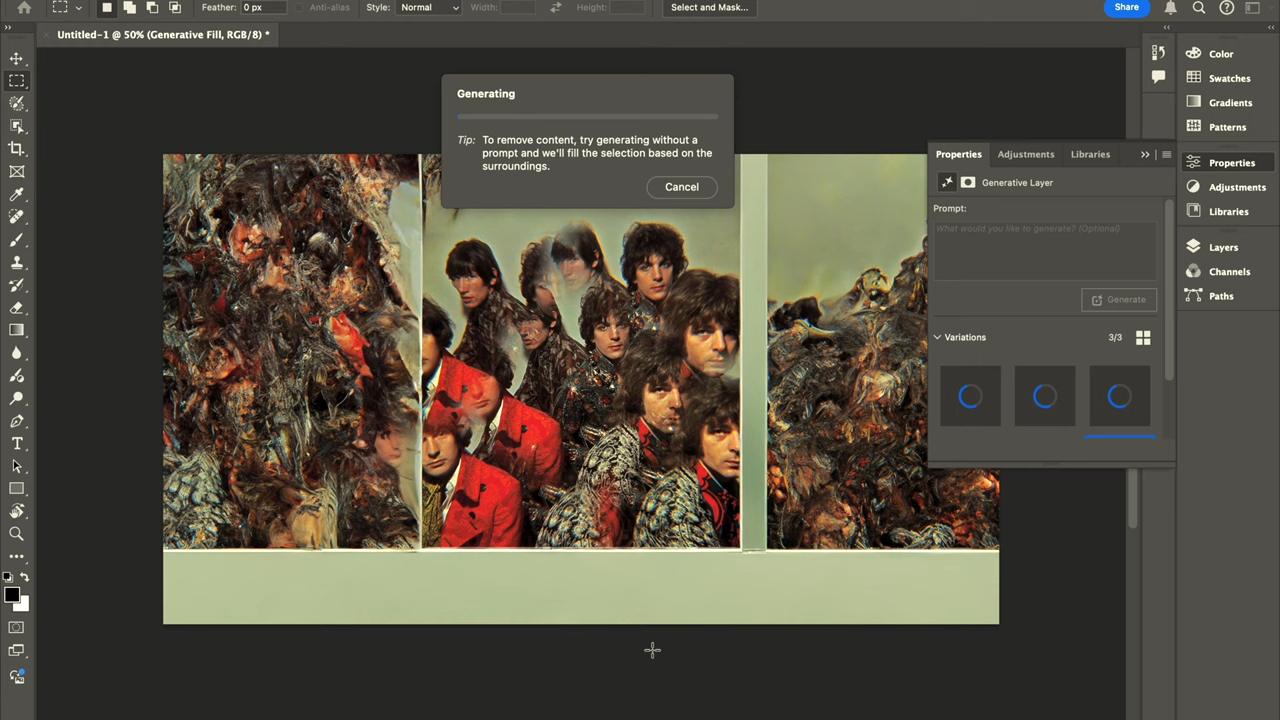 Feather: 0 px
Anti-alias
Style: Normal
Width:
Height:
Select and Mask...
Share
Untitled-1 @ 50% (Generative Fill, RGB/8) *
Generating
Tip: To remove content, try generating without a
prompt and we'll fill the selection based on the
surroundings.
Cancel
Properties
Adjustments
Libraries
Generative Layer
Prompt:
What would you like to generate? (Optional)
Generate
Variations
3/3
Color
Swatches
Gradients
Patterns
Properties
Adjustments
Libraries
Layers
Channels
Paths